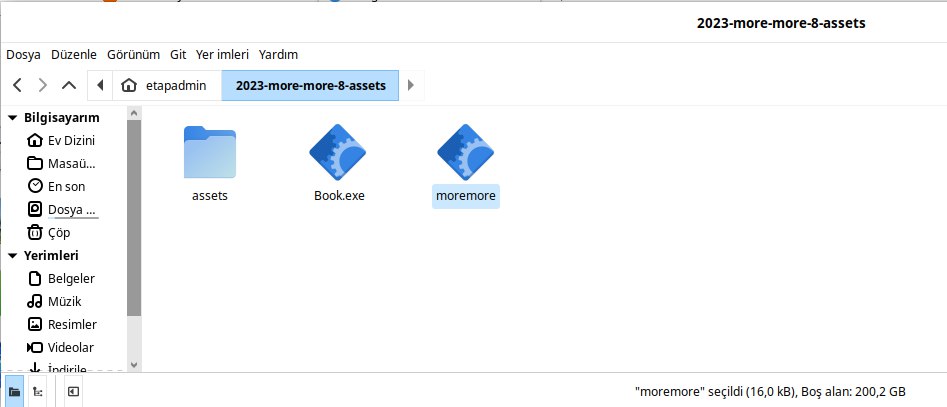 2023-more-more-8-assets
Dosya Düzenle Görünüm Git Yer imleri Yardım
etapadmin 2023-more-more-8-assets
Bilgisayarım
Ev Dizini
Masaü...
En son
Dosya ...
Çöp
Yerimleri
Belgeler
Müzik
Resimler
Videolar
İndirile
assets
Book.exe
moremore
"moremore" seçildi (16,0 kB), Boş alan: 200,2 GB